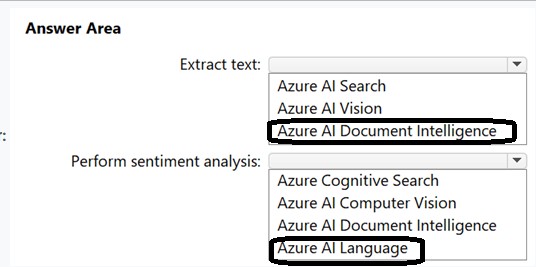 Answer Area
Extract text:
Azure AI Search
Azure AI Vision
r:
Azure AI Document Intelligence
Perform sentiment analysis:
Azure Cognitive Search
Azure AI Computer Vision
Azure AI Document Intelligence
Azure AI Language